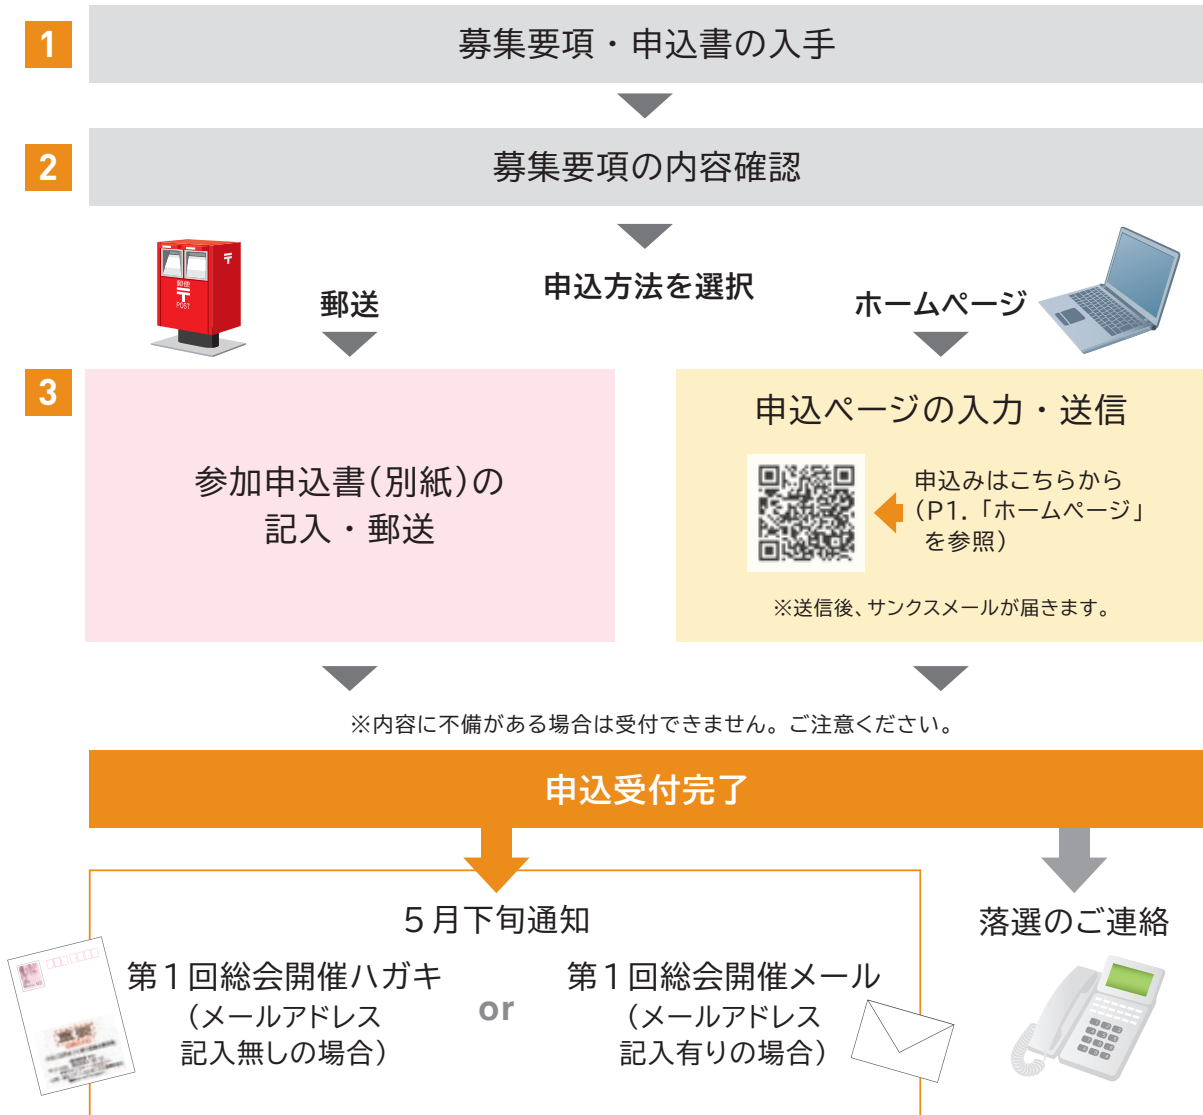 1
募集要項・申込書の入手
2
募集要項の内容確認
申込方法を選択
郵便
〒
POST
〒
郵送
ホームページ
3
参加申込書(別紙)の
記入・郵送
申込ページの入力・送信
申込みはこちらから
(P1.「ホームページ」
を参照)
※送信後、サンクスメールが届きます。
※内容に不備がある場合は受付できません。ご注意ください。
申込受付完了
5月下旬通知
第1回総会開催ハガキ
(メールアドレス
記入無しの場合)
or
第1回総会開催メール
(メールアドレス
記入有りの場合)
落選のご連絡